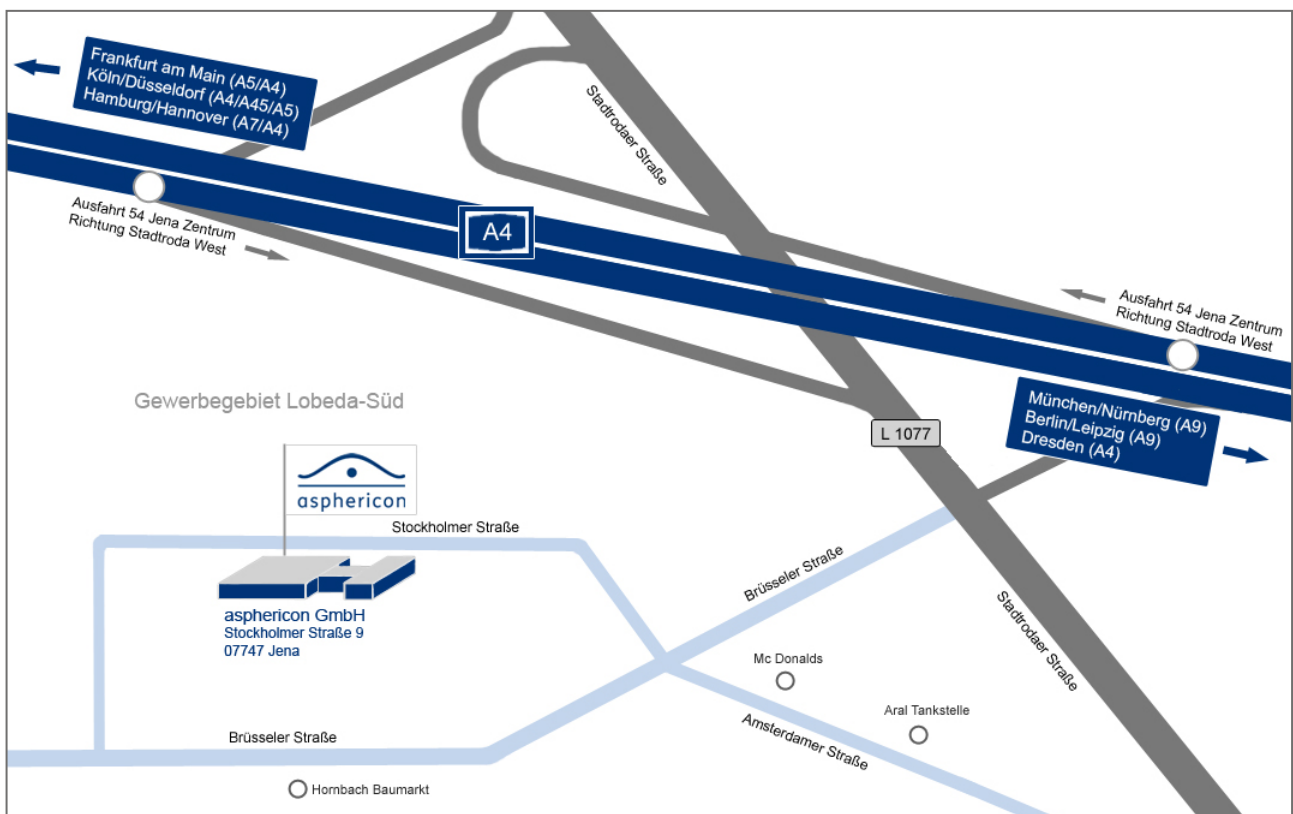 Frankfurt am Main (A5/A4)
Köln/Düsseldorf (A4/A45/A5)
Hamburg/Hannover (A7/A4)
Stadtrodaer Straße
Ausfahrt 54 Jena Zentrum
Richtung Stadtroda West
A4
Ausfahrt 54 Jena Zentrum
Richtung Stadtroda West
Gewerbegebiet Lobeda-Süd
München/Nürnberg (A9)
Berlin/Leipzig (A9)
Dresden (A4)
L 1077
asphericon
Stockholmer Straße
Brüsseler Straße
asphericon GmbH
Stockholmer Straße 9
07747 Jena
Stadtrodaer Straße
Mc Donalds
Aral Tankstelle
Amsterdamer Straße
Brüsseler Straße
Hornbach Baumarkt